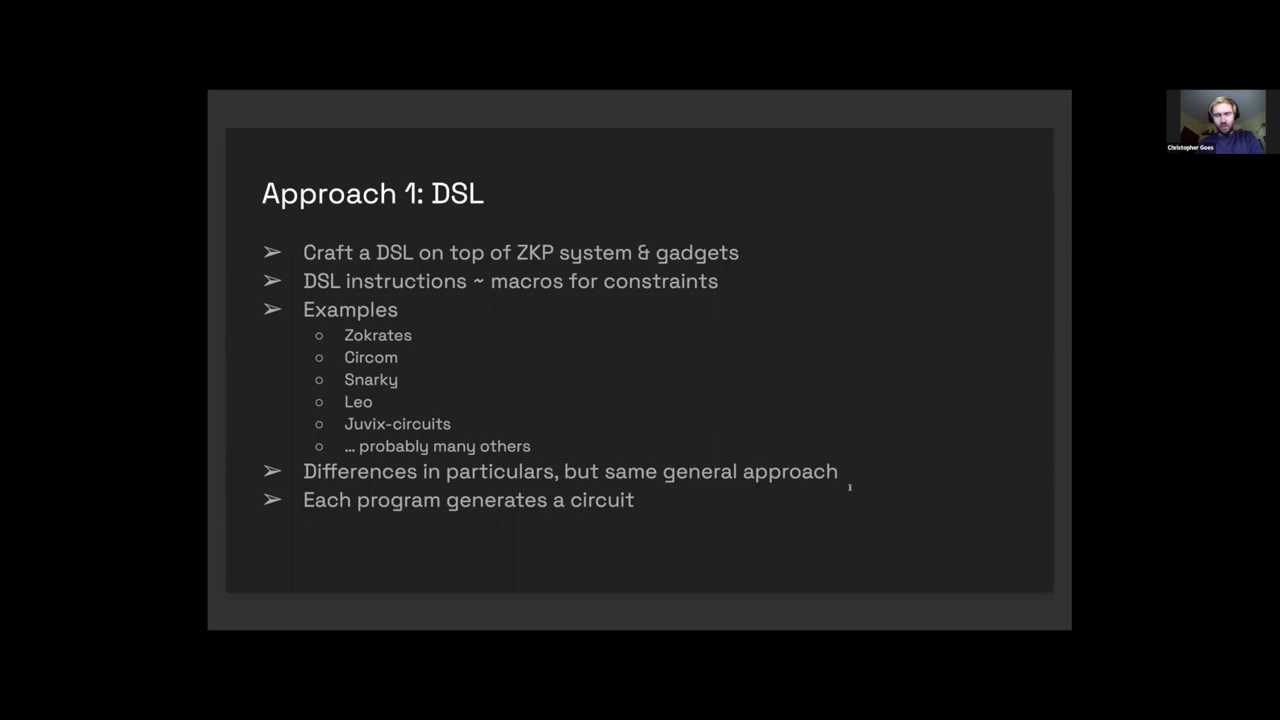 Approach 1: DSL
➢ Craft a DSL on top of ZKP system & gadgets
➢ DSL instructions ~ macros for constraints
➢ Examples
○ Zokrates
○ Circom
○ Snarky
○ Leo
○ Juvix-circuits
○ … probably many others
➢ Differences in particulars, but same general approach
➢ Each program generates a circuit
Christopher Goes